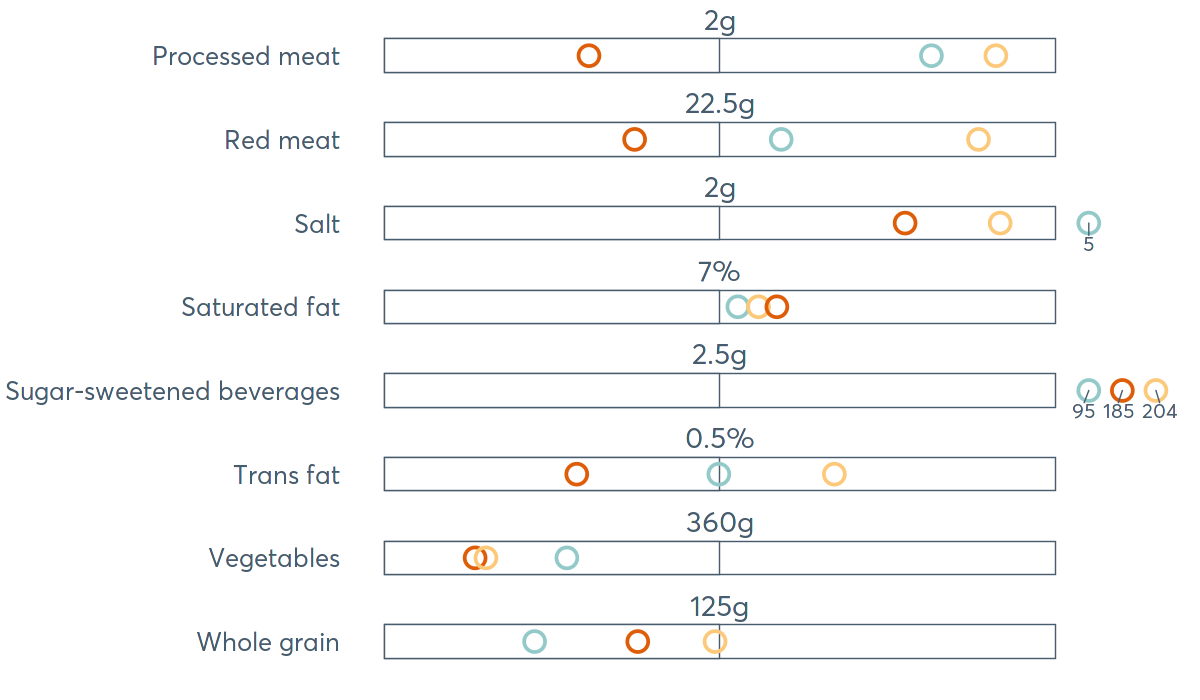 2g
Processed meat
22.5g
Red meat
2g
Salt
5
7%
Saturated fat
2.5g
Sugar-sweetened beverages
95 185 204
0.5%
Trans fat
360g
Vegetables
125g
Whole grain